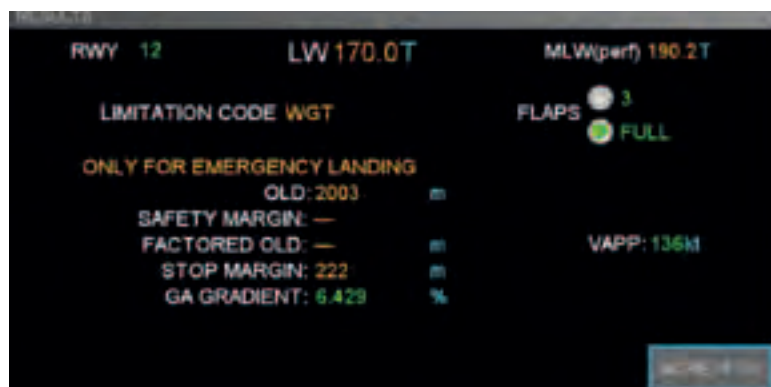 RESULTS
RWY 12 LW 170.0T MLW(perf) 190.2T
LIMITATION CODE WGT FLAPS 3
FULL
ONLY FOR EMERGENCY LANDING
OLD: 2003 m
SAFETY MARGIN: —
FACTORED OLD: — m
STOP MARGIN: 222 m
GA GRADIENT: 6.429 %
VAPP: 136kt